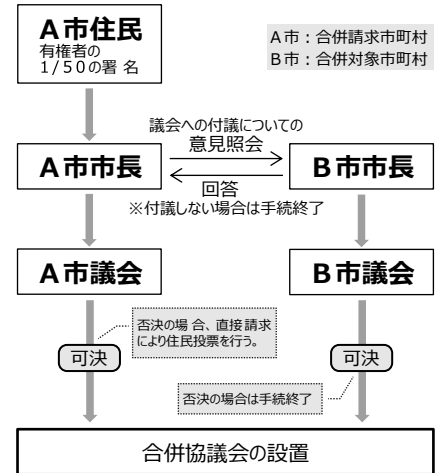 A市住民
有権者の
1/50の署 名
A市：合併請求市町村
B市：合併対象市町村
議会への付議についての
意見照会
A市市長
B市市長
回答
※付議しない場合は手続終了
A市議会
B市議会
否決の場 合、直接請求
により住民投票を行う。
可決
可決
否決の場合は手続終了
合併協議会の設置